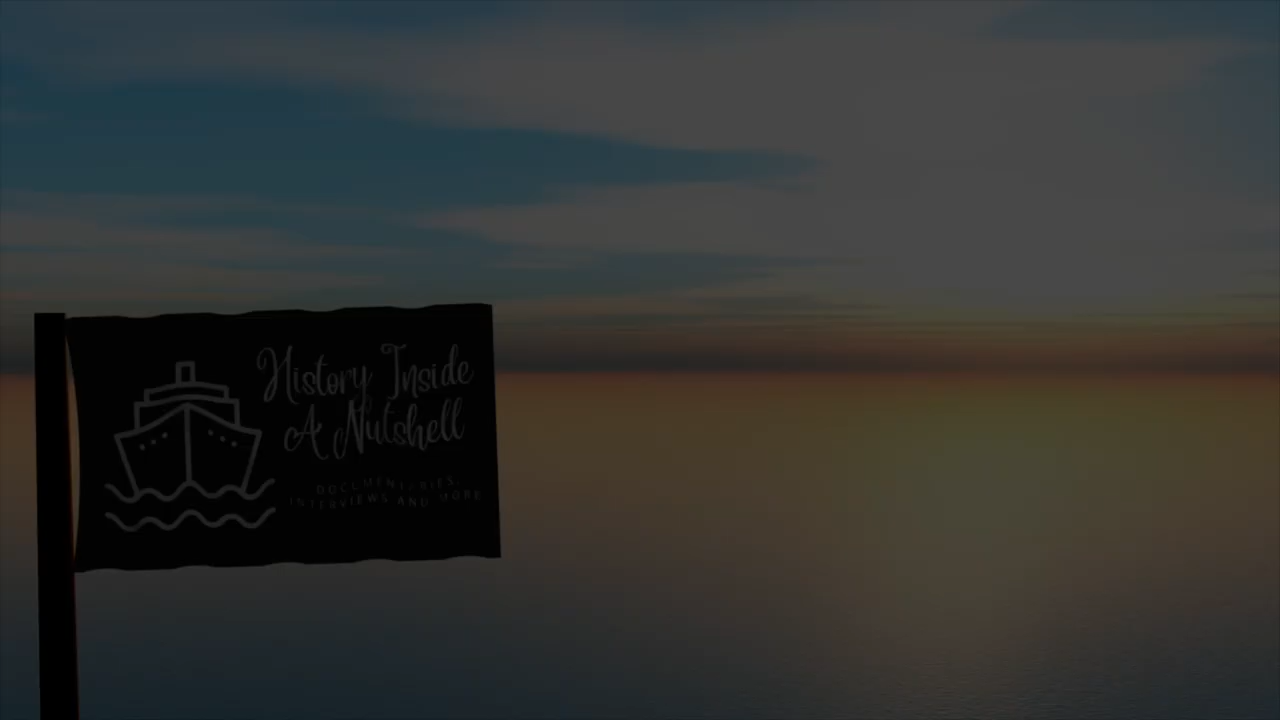 History Inside
A Nutshell
DOCUMENTARIES,
INTERVIEWS AND MORE